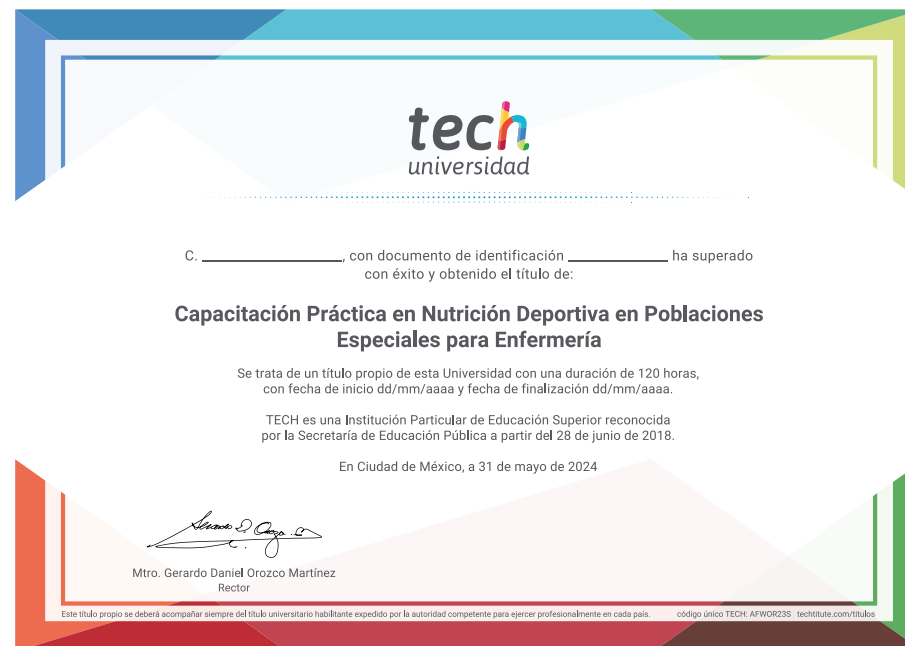 tech
universidad
C. ____________________, con documento de identificación ______________ ha superado
con éxito y obtenido el título de:
Capacitación Práctica en Nutrición Deportiva en Poblaciones
Especiales para Enfermería
Se trata de un título propio de esta Universidad con una duración de 120 horas,
con fecha de inicio dd/mm/aaaa y fecha de finalización dd/mm/aaaa.
TECH es una Institución Particular de Educación Superior reconocida
por la Secretaría de Educación Pública a partir del 28 de junio de 2018.
En Ciudad de México, a 31 de mayo de 2024
Mtro. Gerardo Daniel Orozco Martínez
Rector
Este título propio se deberá acompañar siempre del título universitario habilitante expedido por la autoridad competente para ejercer profesionalmente en cada país. código único TECH: AFWOR23S techtitute.com/titulos